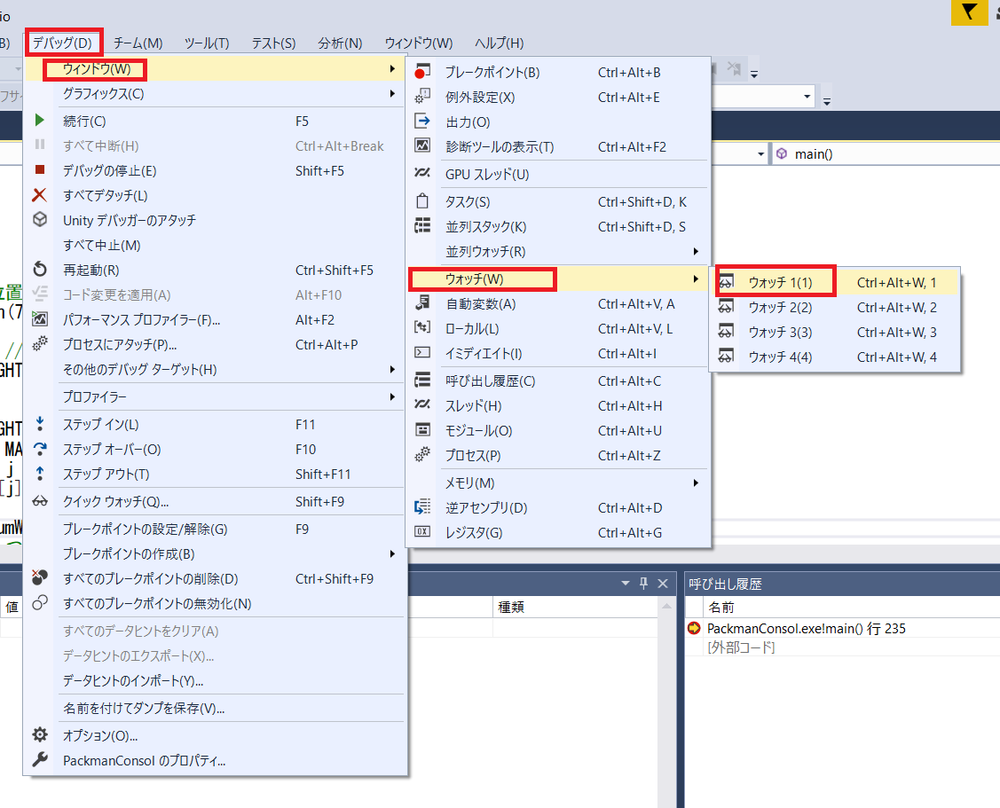 io
B) デバッグ(D) チーム(M) ツール(T) テスト(S) 分析(N) ウィンドウ(W) ヘルプ(H)
ウィンドウ(W)
グラフィックス(C)
続行(C) F5
すべて中断(H) Ctrl+Alt+Break
デバッグの停止(E) Shift+F5
すべてデタッチ(L)
Unity デバッガーのアタッチ
すべて中止(M)
再起動(R) Ctrl+Shift+F5
コード変更を適用(A) Alt+F10
パフォーマンス プロファイラー(F)... Alt+F2
プロセスにアタッチ(P)... Ctrl+Alt+P
その他のデバッグ ターゲット(H)
プロファイラー
ステップ イン(L) F11
ステップ オーバー(O) F10
ステップ アウト(T) Shift+F11
クイック ウォッチ(Q)... Shift+F9
ブレークポイントの設定/解除(G) F9
ブレークポイントの作成(B)
すべてのブレークポイントの削除(D) Ctrl+Shift+F9
すべてのブレークポイントの無効化(N)
すべてのデータヒントをクリア(A)
データヒントのエクスポート(X)...
データヒントのインポート(Y)...
名前を付けてダンプを保存(V)...
オプション(O)...
PackmanConsol のプロパティ...
ブレークポイント(B) Ctrl+Alt+B
例外設定(X) Ctrl+Alt+E
出力(O)
診断ツールの表示(T) Ctrl+Alt+F2
GPU スレッド(U)
タスク(S) Ctrl+Shift+D, K
並列スタック(K) Ctrl+Shift+D, S
並列ウォッチ(R)
ウォッチ(W)
自動変数(A) Ctrl+Alt+V, A
ローカル(L) Ctrl+Alt+V, L
イミディエイト(I) Ctrl+Alt+I
呼び出し履歴(C) Ctrl+Alt+C
スレッド(H) Ctrl+Alt+H
モジュール(O) Ctrl+Alt+U
プロセス(P) Ctrl+Alt+Z
メモリ(M)
逆アセンブリ(D) Ctrl+Alt+D
レジスタ(G) Ctrl+Alt+G
ウォッチ 1(1) Ctrl+Alt+W, 1
ウォッチ 2(2) Ctrl+Alt+W, 2
ウォッチ 3(3) Ctrl+Alt+W, 3
ウォッチ 4(4) Ctrl+Alt+W, 4
main()
位置
n(7
//
GHT
GHT
MA
j
[j]
umW
値
種類
呼び出し履歴
名前
PackmanConsol.exe!main() 行 235
[外部コード]